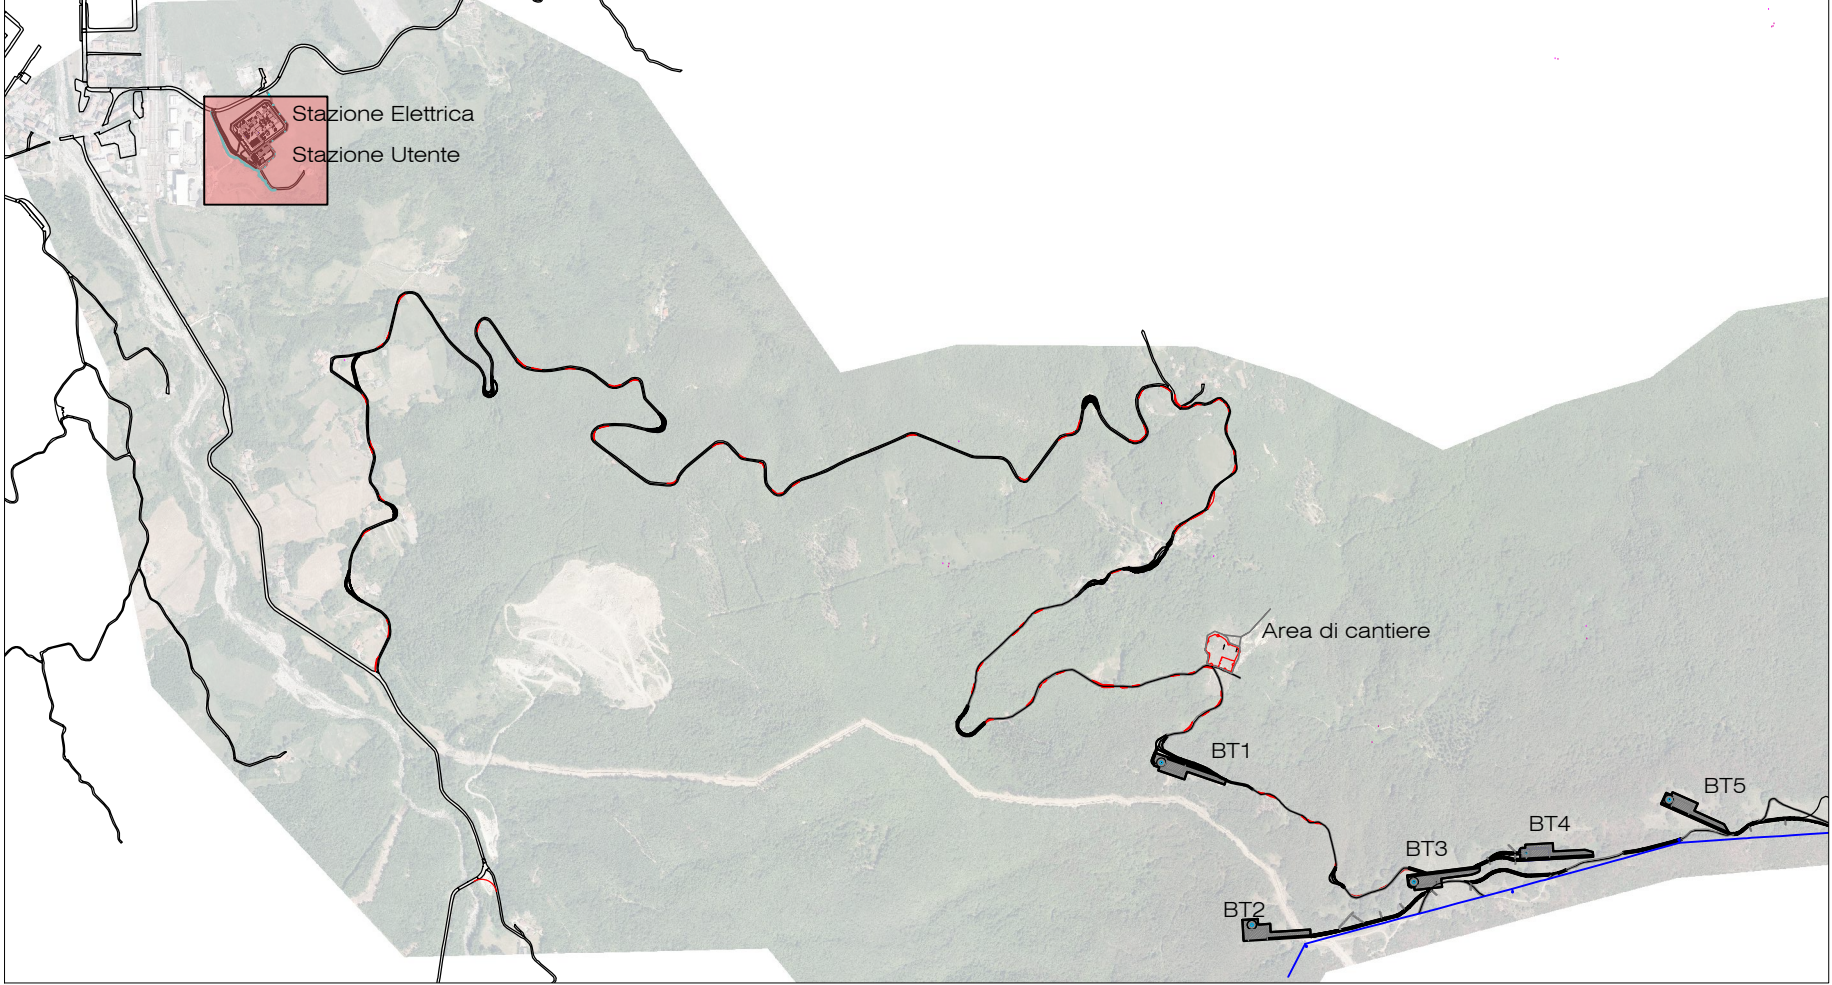 Stazione Elettrica
Stazione Utente
Area di cantiere
BT1
BT5
BT4
BT3
BT2